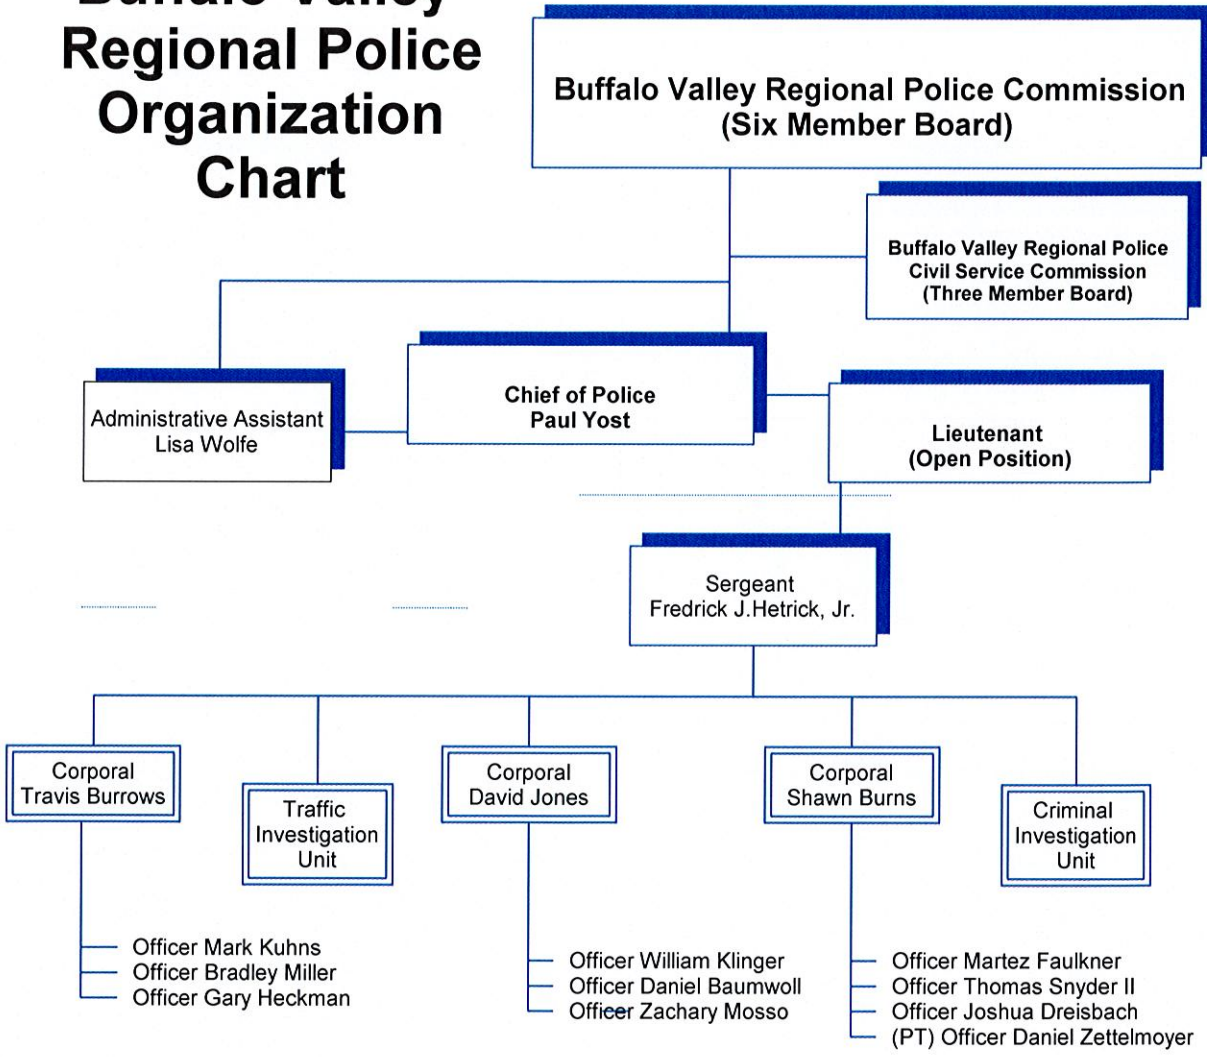 Buffalo Valley
Regional Police
Organization
Chart
Buffalo Valley Regional Police Commission
(Six Member Board)
Buffalo Valley Regional Police
Civil Service Commission
(Three Member Board)
Chief of Police
Paul Yost
Administrative Assistant
Lisa Wolfe
Lieutenant
(Open Position)
Sergeant
Fredrick J.Hetrick, Jr.
Corporal
Travis Burrows
Traffic
Investigation
Unit
Corporal
David Jones
Corporal
Shawn Burns
Criminal
Investigation
Unit
Officer Mark Kuhns
Officer Bradley Miller
Officer Gary Heckman
Officer William Klinger
Officer Daniel Baumwoll
Officer Zachary Mosso
Officer Martez Faulkner
Officer Thomas Snyder II
Officer Joshua Dreisbach
(PT) Officer Daniel Zettelmoyer